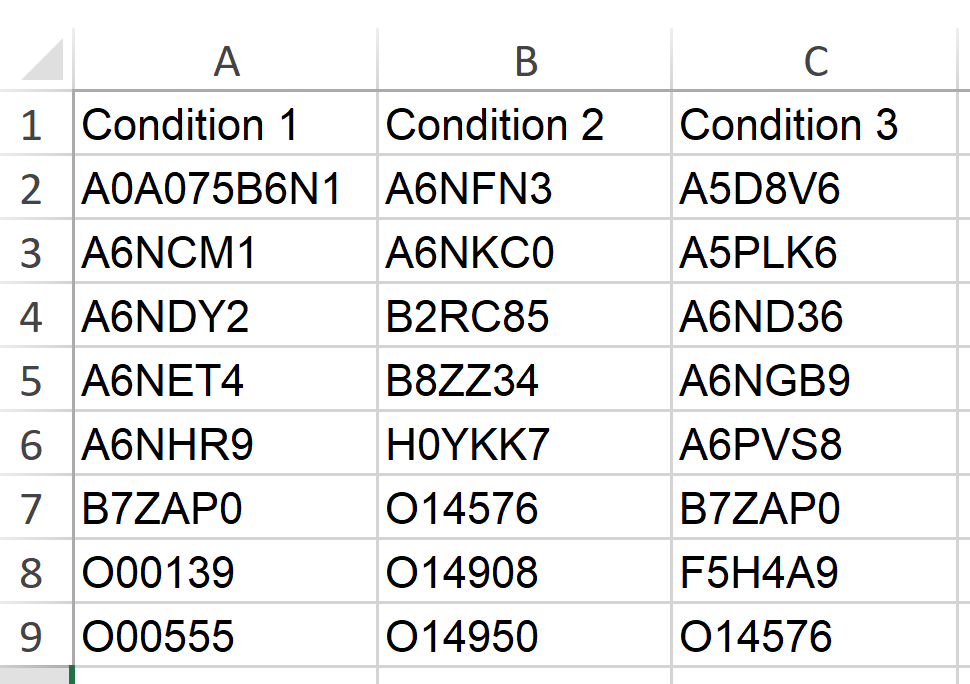 A B C
1 Condition 1 Condition 2 Condition 3
2 A0A075B6N1 A6NFN3 A5D8V6
3 A6NCM1 A6NKC0 A5PLK6
4 A6NDY2 B2RC85 A6ND36
5 A6NET4 B8ZZ34 A6NGB9
6 A6NHR9 H0YKK7 A6PVS8
7 B7ZAP0 O14576 B7ZAP0
8 O00139 O14908 F5H4A9
9 O00555 O14950 O14576